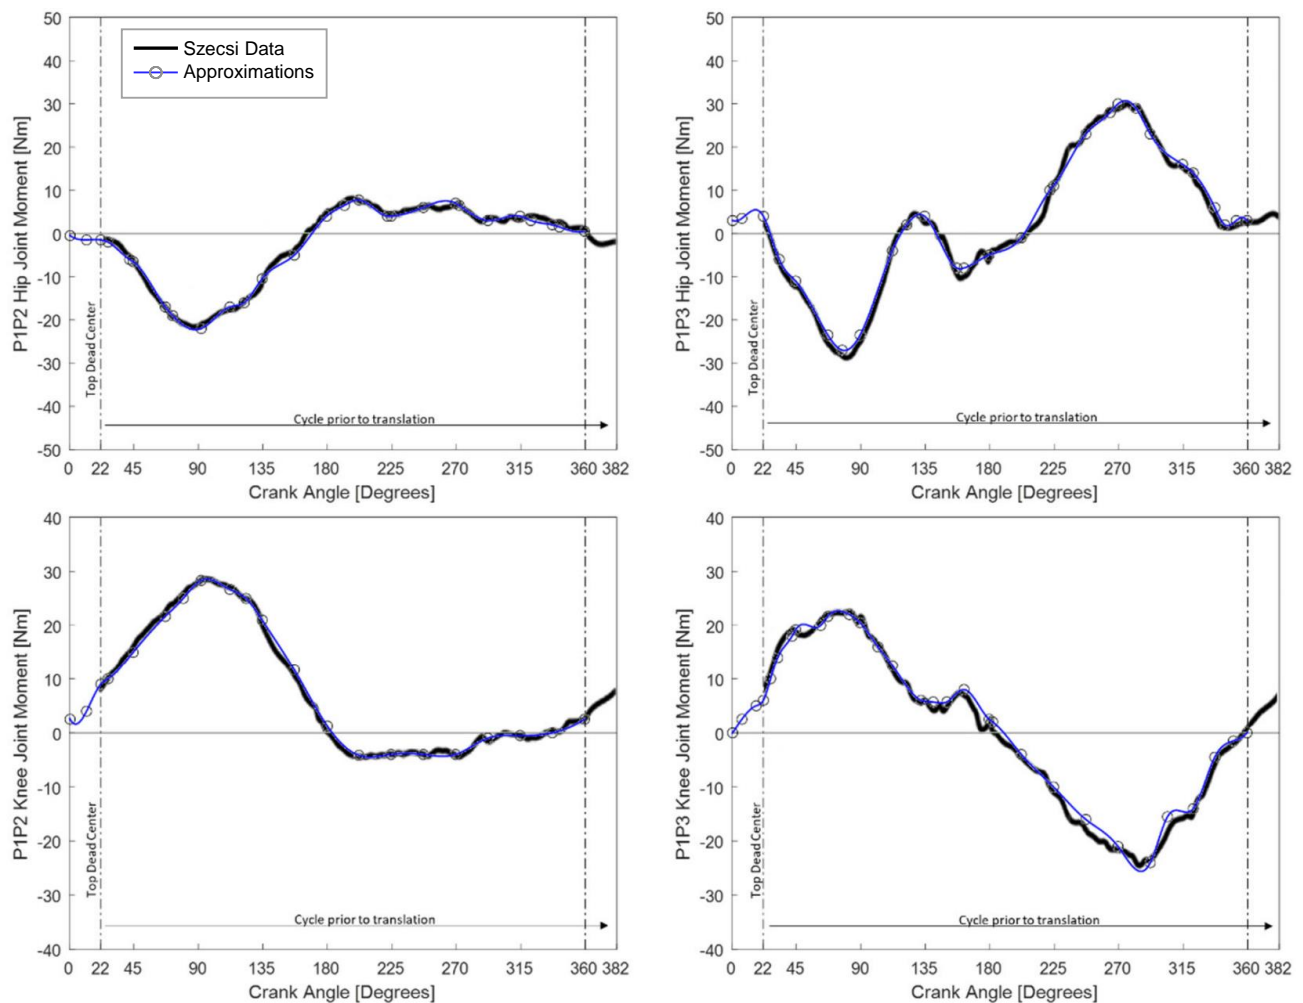 50
40
30
20
10
0
-10
-20
-30
-40
-50
P1P2 Hip Joint Moment [Nm]
Szecsi Data
Approximations
Top Dead Center
Cycle prior to translation
0 22 45 90 135 180 225 270 315 360 382
Crank Angle [Degrees]
50
40
30
20
10
0
-10
-20
-30
-40
-50
P1P3 Hip Joint Moment [Nm]
Top Dead Center
Cycle prior to translation
0 22 45 90 135 180 225 270 315 360 382
Crank Angle [Degrees]
40
30
20
10
0
-10
-20
-30
-40
P1P2 Knee Joint Moment [Nm]
Top Dead Center
Cycle prior to translation
0 22 45 90 135 180 225 270 315 360 382
Crank Angle [Degrees]
40
30
20
10
0
-10
-20
-30
-40
P1P3 Knee Joint Moment [Nm]
Top Dead Center
Cycle prior to translation
0 22 45 90 135 180 225 270 315 360 382
Crank Angle [Degrees]